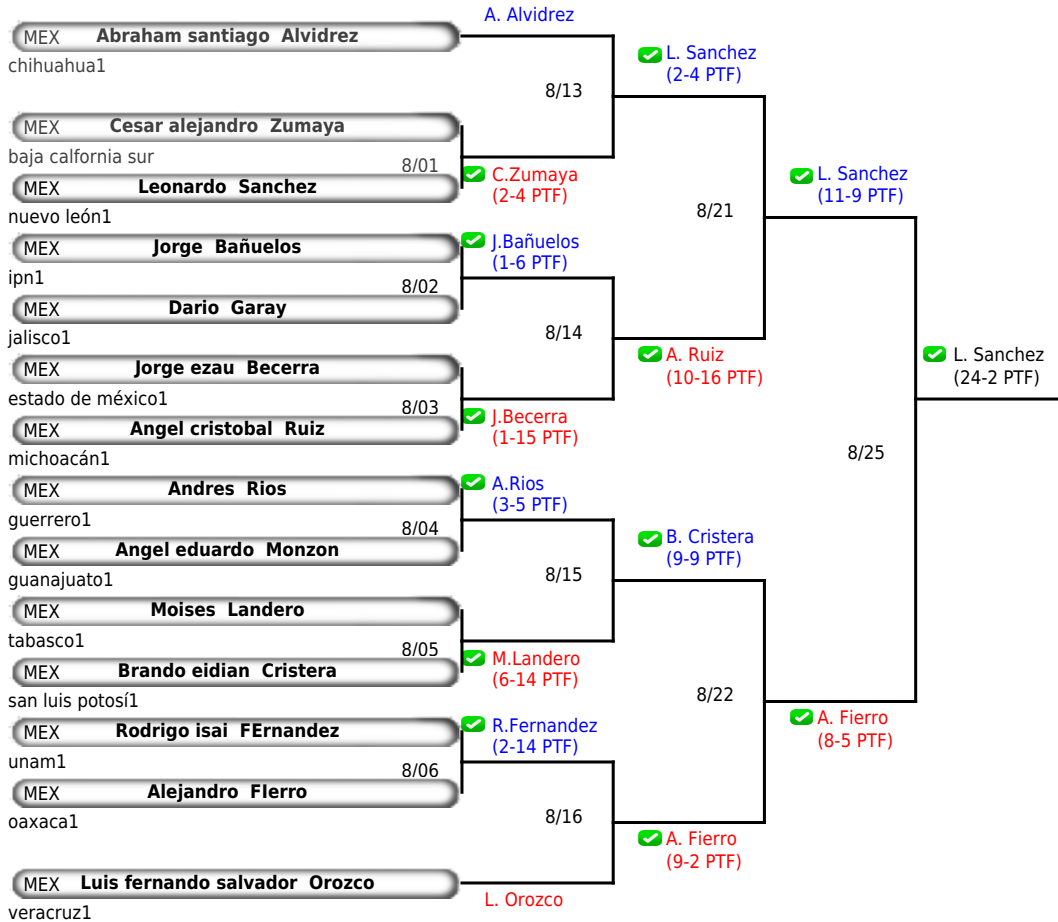 A. Alvidrez
MEX Abraham santiago Alvidrez
chihuahua1
L. Sanchez
(2-4 PTF)
8/13
MEX Cesar alejandro Zumaya
baja calfornia sur
8/01
MEX Leonardo Sanchez
nuevo león1
C.Zumaya
(2-4 PTF)
L. Sanchez
(11-9 PTF)
8/21
MEX Jorge Bañuelos
ipn1
J.Bañuelos
(1-6 PTF)
8/02
MEX Dario Garay
jalisco1
8/14
A. Ruiz
(10-16 PTF)
MEX Jorge ezau Becerra
estado de méxico1
8/03
MEX Angel cristobal Ruiz
michoacán1
J.Becerra
(1-15 PTF)
L. Sanchez
(24-2 PTF)
8/25
MEX Andres Rios
guerrero1
A.Rios
(3-5 PTF)
8/04
MEX Angel eduardo Monzon
guanajuato1
B. Cristera
(9-9 PTF)
8/15
MEX Moises Landero
tabasco1
8/05
MEX Brando eidian Cristera
san luis potosí1
M.Landero
(6-14 PTF)
8/22
A. Fierro
(8-5 PTF)
MEX Rodrigo isai FErnandez
unam1
R.Fernandez
(2-14 PTF)
8/06
MEX Alejandro FIerro
oaxaca1
8/16
A. Fierro
(9-2 PTF)
MEX Luis fernando salvador Orozco
veracruz1
L. Orozco